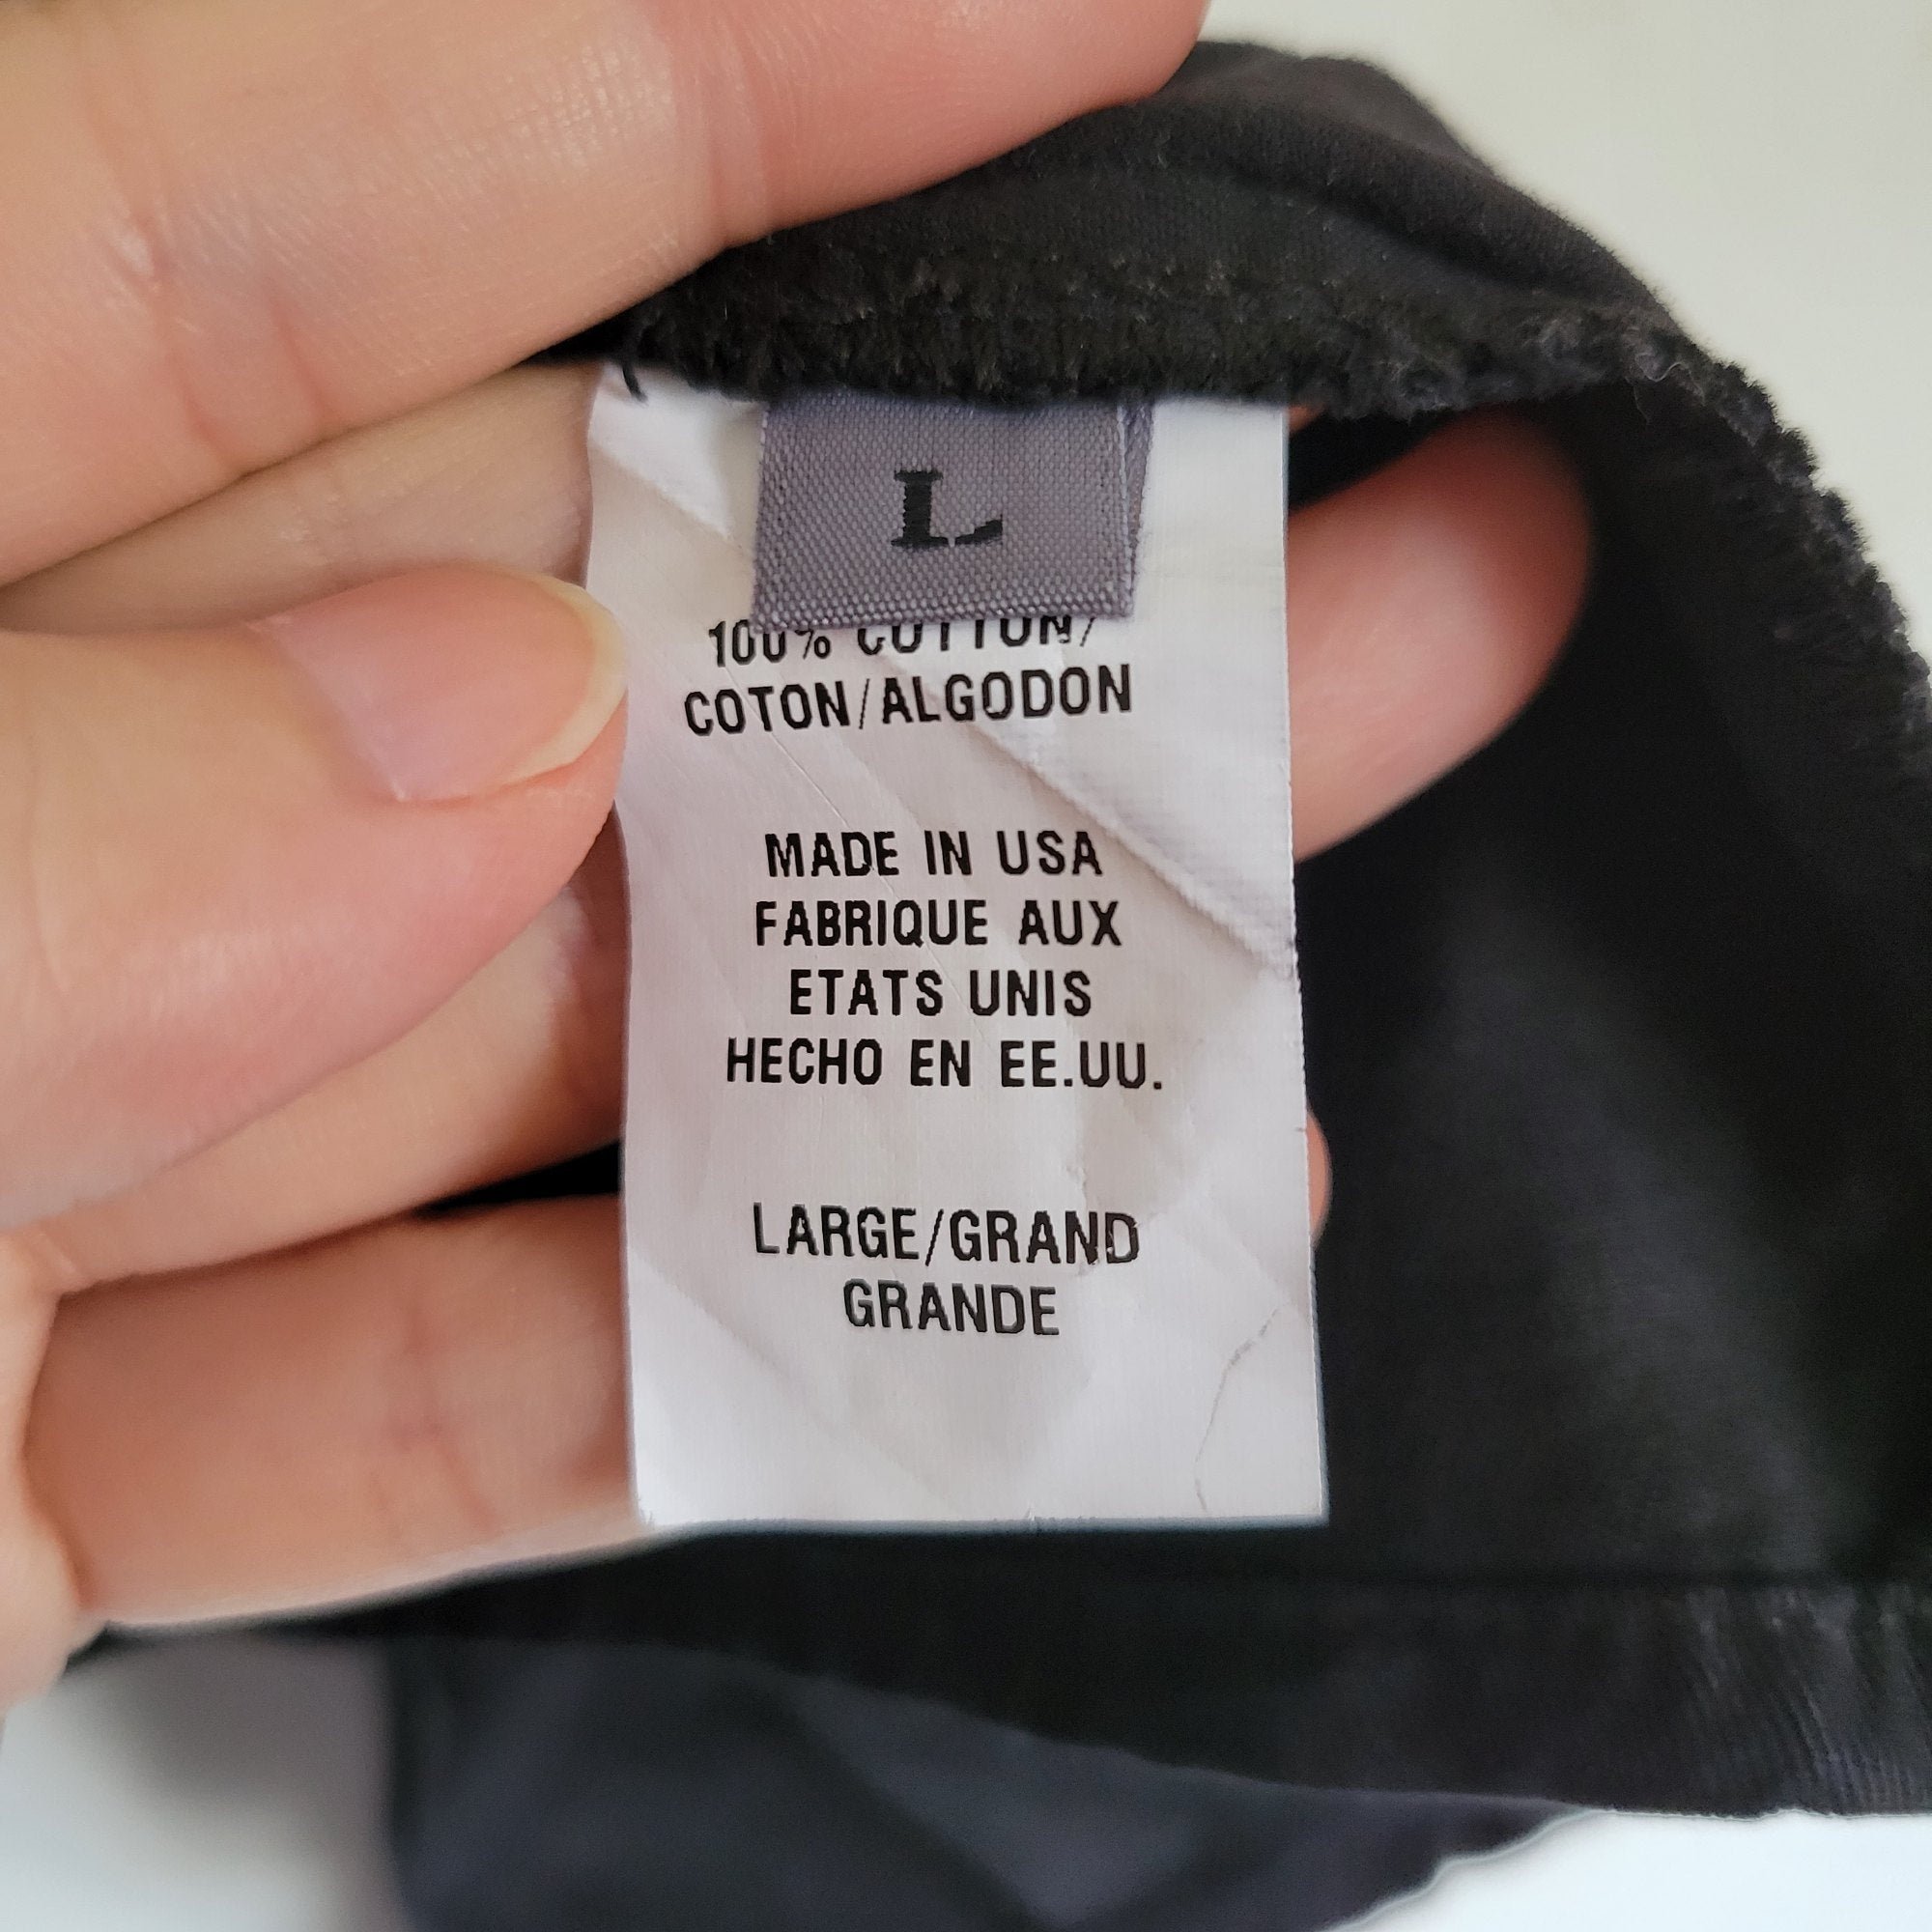 L
100% COTTON/
COTON/ALGODON
MADE IN USA
FABRIQUE AUX
ETATS UNIS
HECHO EN EE.UU.
LARGE/GRAND
GRANDE